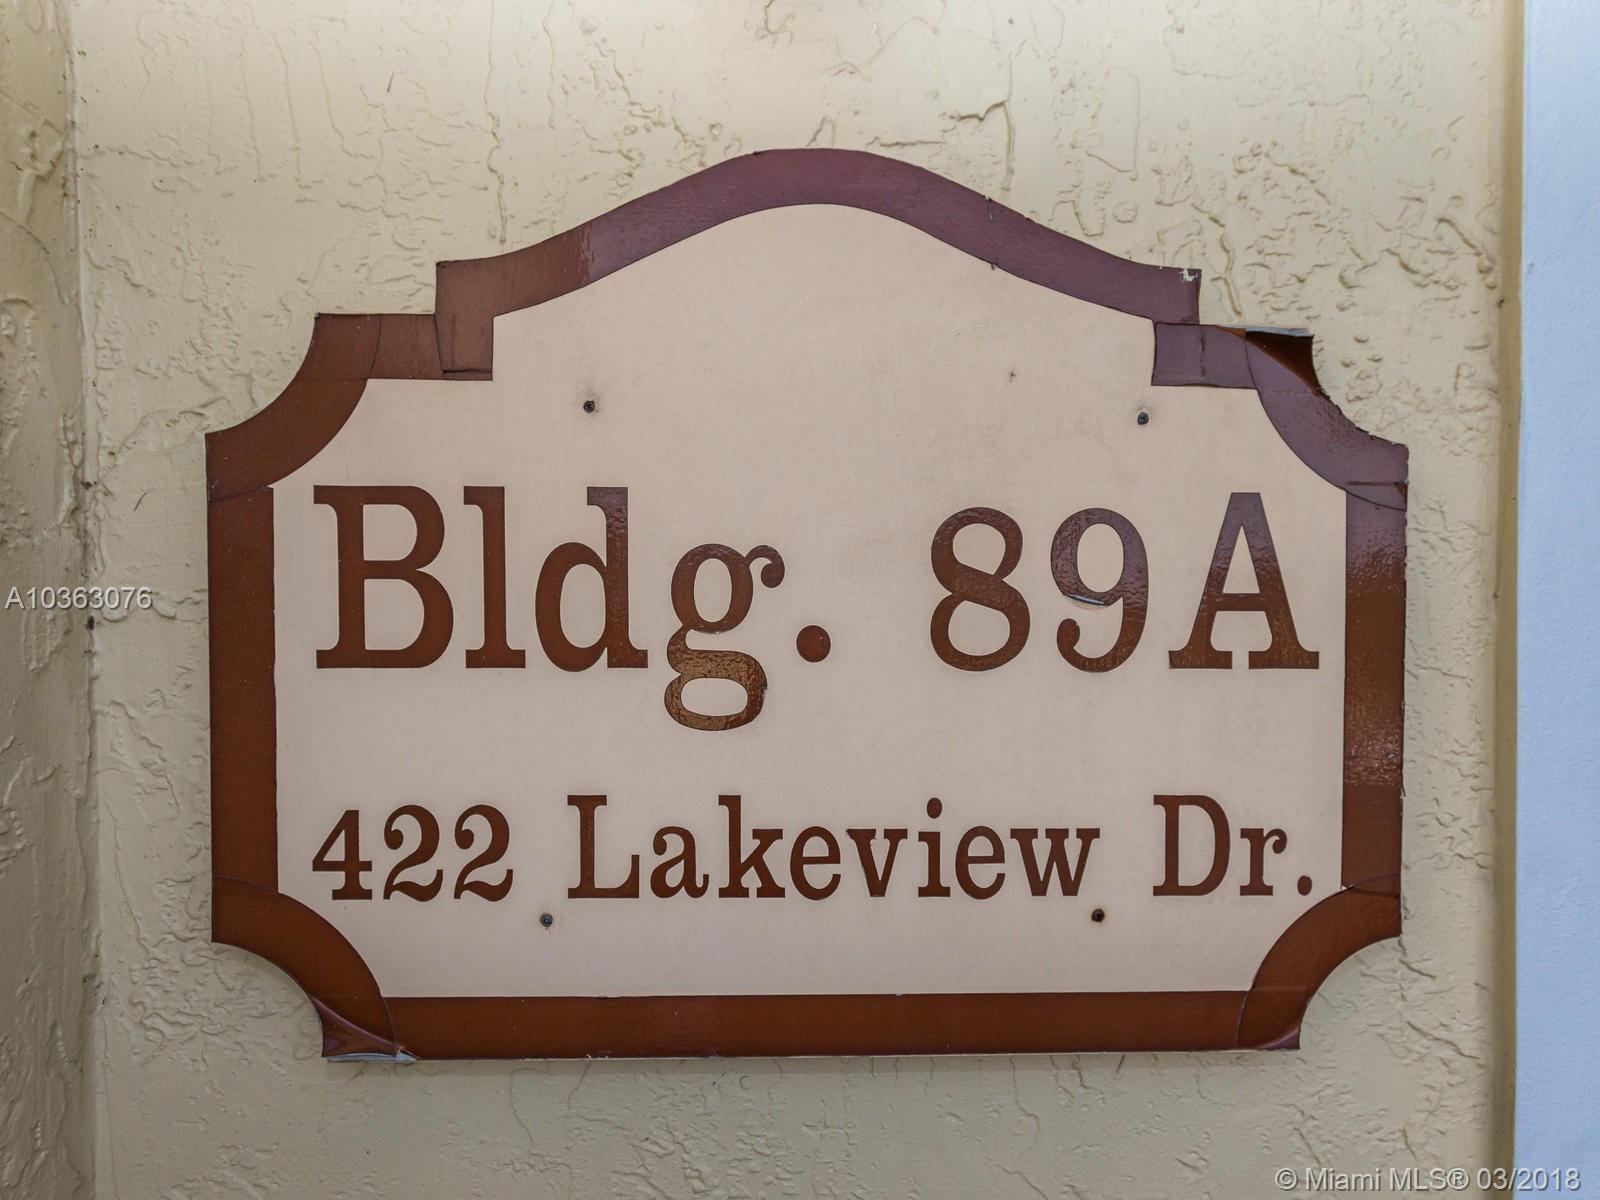 Bldg. 89A
A10363076
422 Lakeview Dr.
© Miami MLS® 03/2018